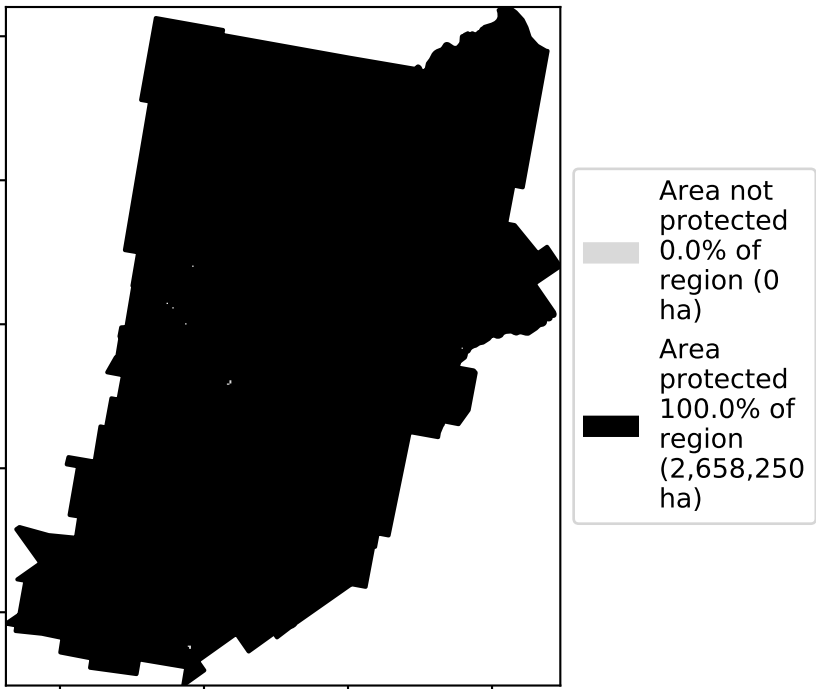 Area not
protected
0.0% of
region (0
ha)
Area
protected
100.0% of
region
(2,658,250
ha)